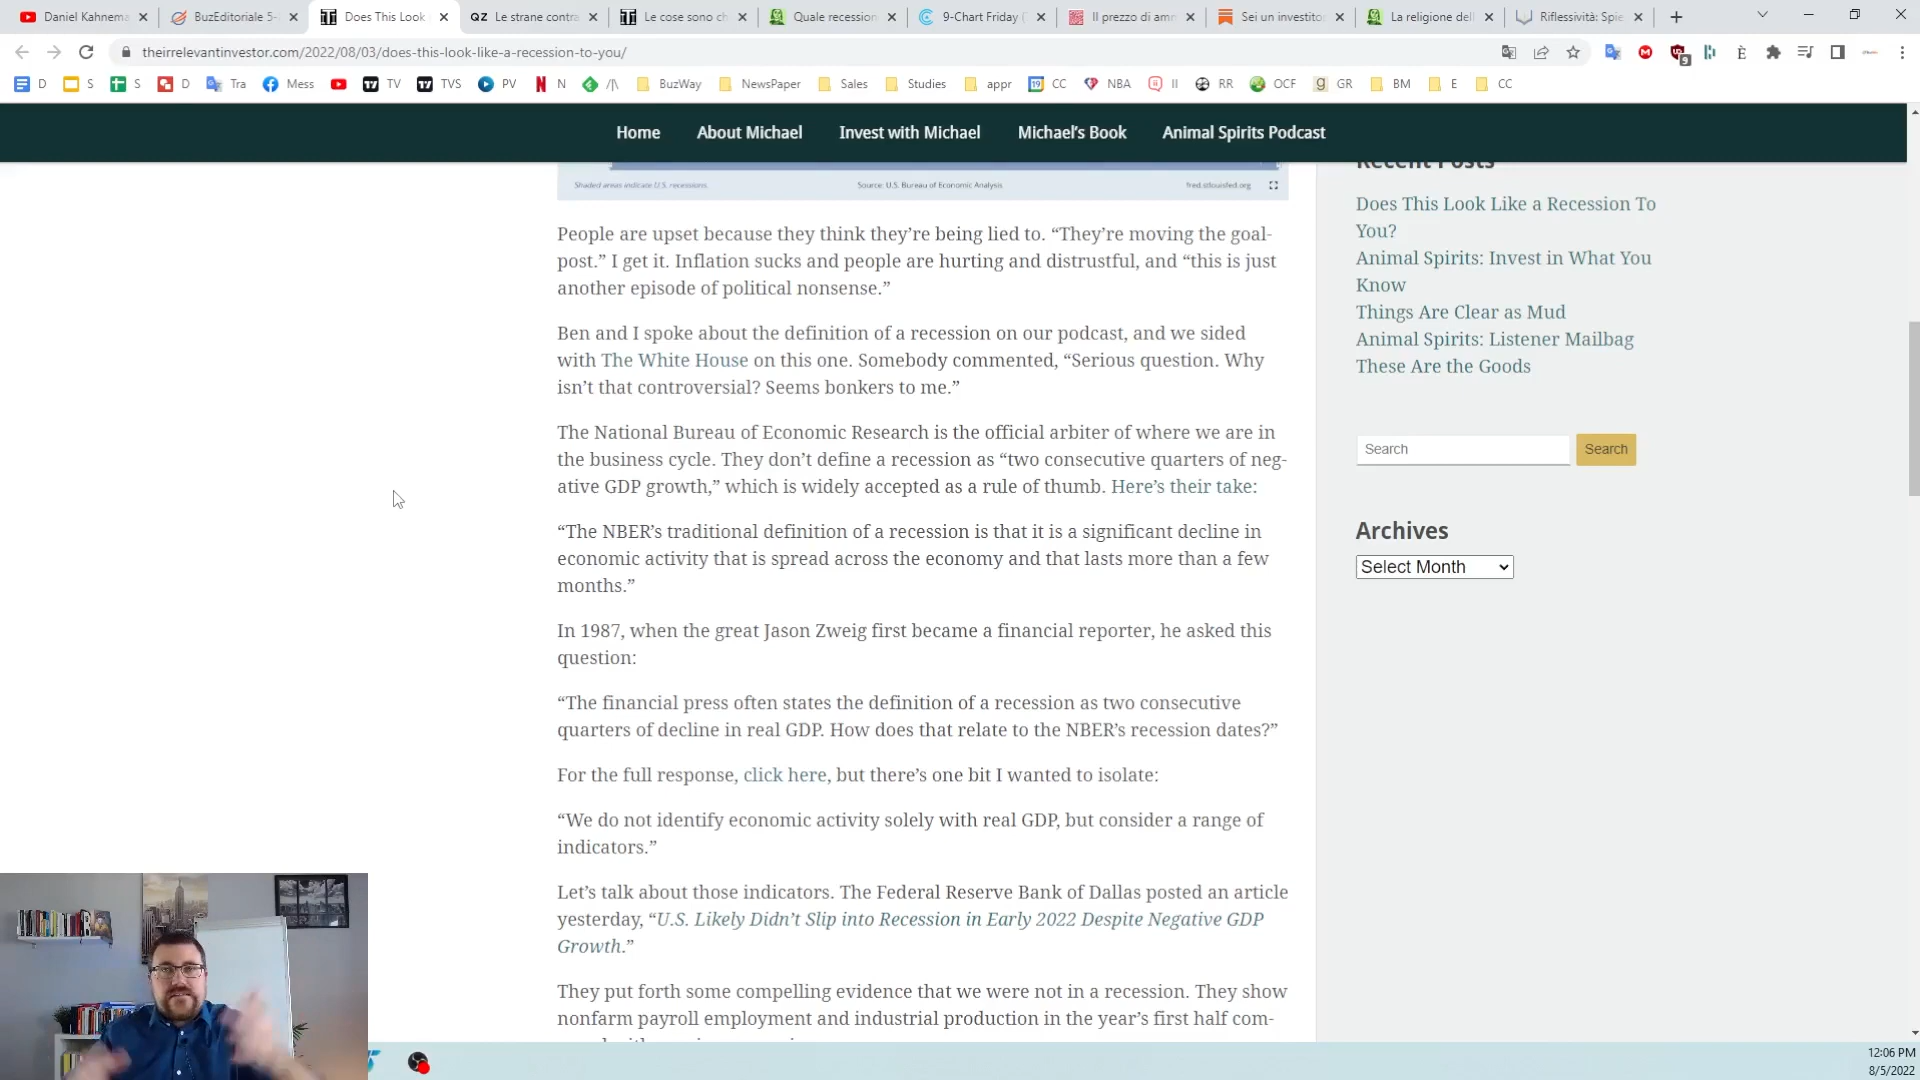 Daniel Kahnema
BuzEditoriale 5-
Does This Look
QZ Le strane contra
Le cose sono ch
Quale recession
9-Chart Friday (
Il prezzo di amm
Sei un investito
La religione dell
Riflessività: Spie
theirrelevantinvestor.com/2022/08/03/does-this-look-like-a-recession-to-you/
9
D S S D Tra Mess TV TVS PV N /|\ BuzWay NewsPaper Sales Studies appr CC NBA II RR OCF GR BM E CC
Home About Michael Invest with Michael Michael's Book Animal Spirits Podcast
Shaded areas indicate U.S. recessions. Source: U.S. Bureau of Economic Analysis fred.stlouisfed.org
People are upset because they think they're being lied to. “They're moving the goal-
post.” I get it. Inflation sucks and people are hurting and distrustful, and “this is just
another episode of political nonsense.”
Ben and I spoke about the definition of a recession on our podcast, and we sided
with The White House on this one. Somebody commented, “Serious question. Why
isn't that controversial? Seems bonkers to me.”
The National Bureau of Economic Research is the official arbiter of where we are in
the business cycle. They don't define a recession as “two consecutive quarters of neg-
ative GDP growth,” which is widely accepted as a rule of thumb. Here's their take:
“The NBER's traditional definition of a recession is that it is a significant decline in
economic activity that is spread across the economy and that lasts more than a few
months.”
In 1987, when the great Jason Zweig first became a financial reporter, he asked this
question:
“The financial press often states the definition of a recession as two consecutive
quarters of decline in real GDP. How does that relate to the NBER's recession dates?”
For the full response, click here, but there's one bit I wanted to isolate:
“We do not identify economic activity solely with real GDP, but consider a range of
indicators.”
Let's talk about those indicators. The Federal Reserve Bank of Dallas posted an article
yesterday, “U.S. Likely Didn't Slip into Recession in Early 2022 Despite Negative GDP
Growth.”
They put forth some compelling evidence that we were not in a recession. They show
nonfarm payroll employment and industrial production in the year's first half com-
Recent Posts
Does This Look Like a Recession To
You?
Animal Spirits: Invest in What You
Know
Things Are Clear as Mud
Animal Spirits: Listener Mailbag
These Are the Goods
Search Search
Archives
Select Month
12:06 PM
8/5/2022